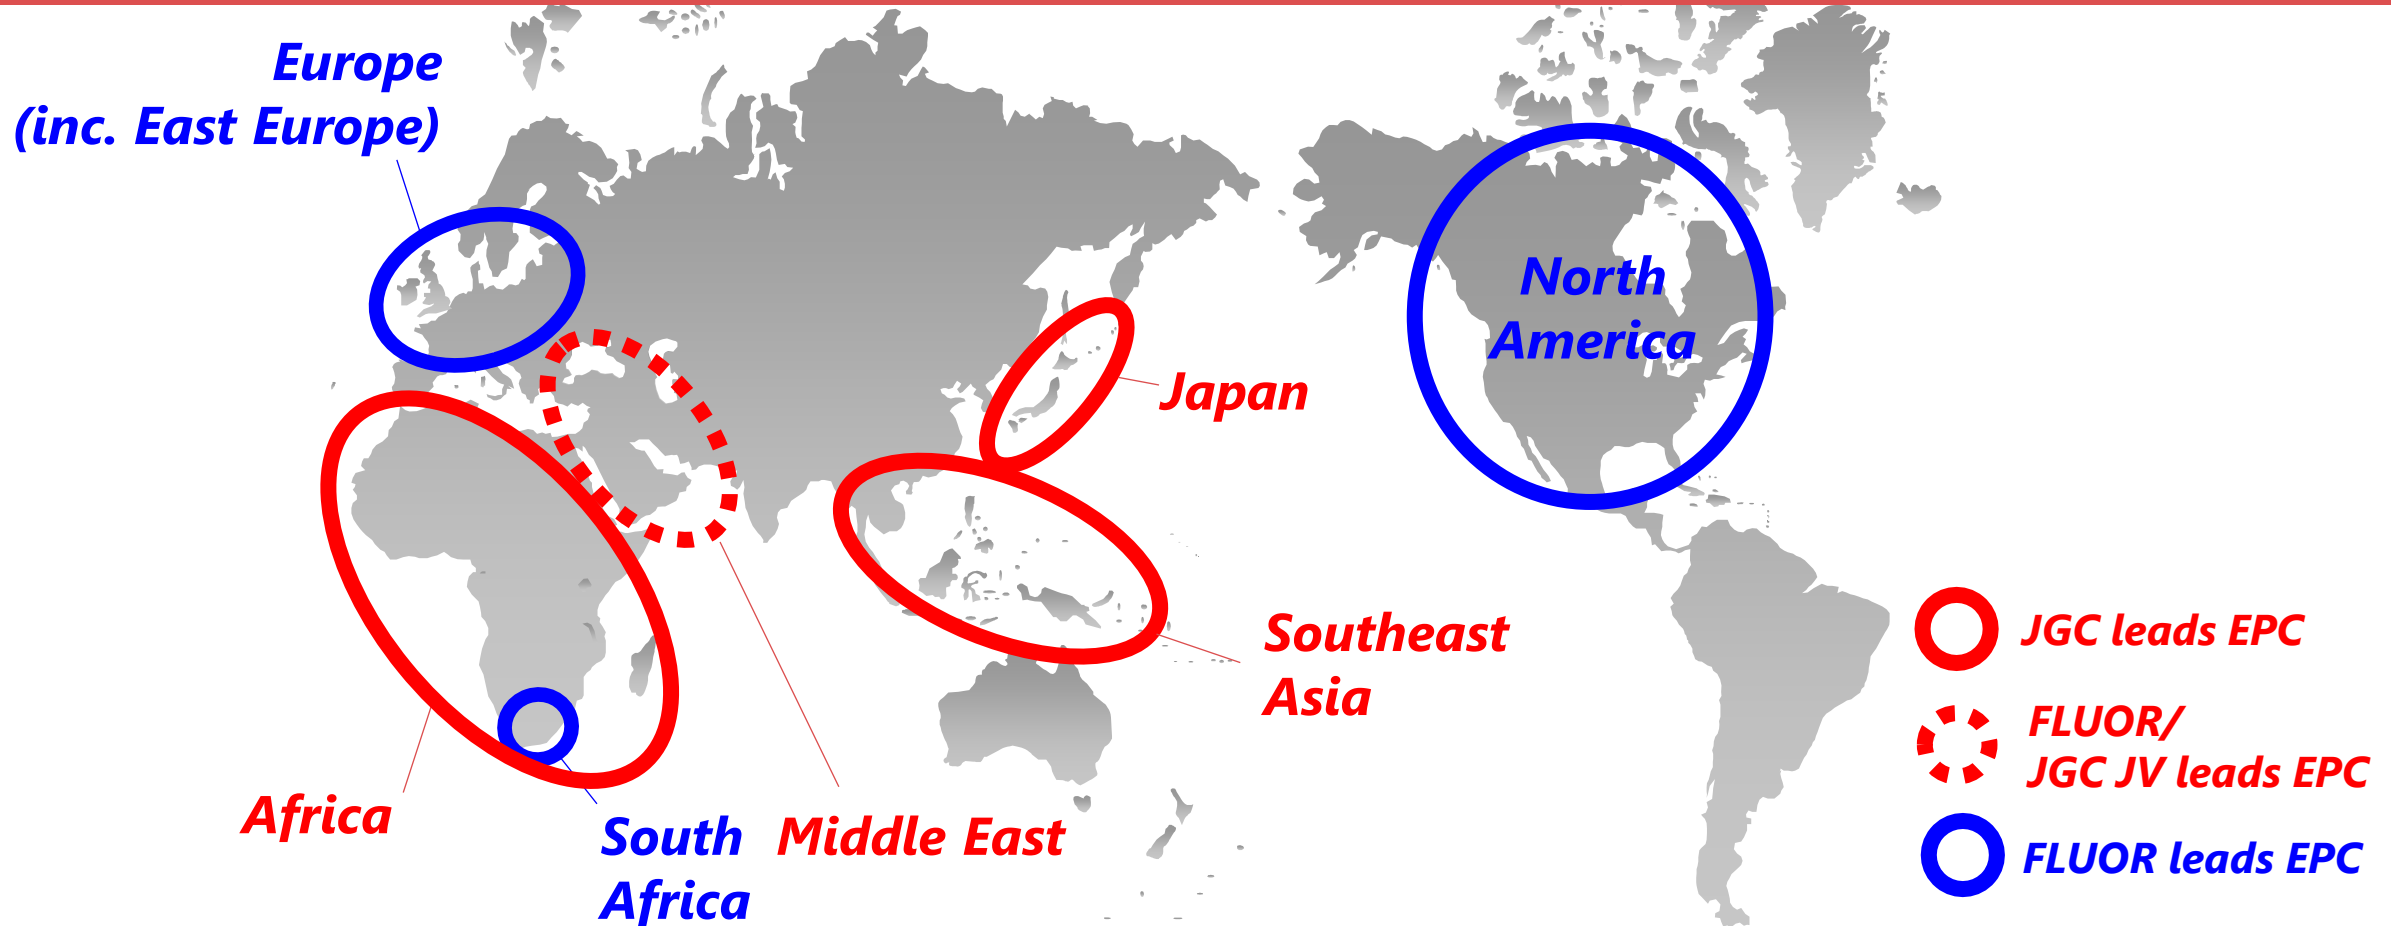 Europe
(inc. East Europe)
North
America
Japan
Southeast
Asia
Africa
South
Africa
Middle East
JGC leads EPC
FLUOR/
JGC JV leads EPC
FLUOR leads EPC